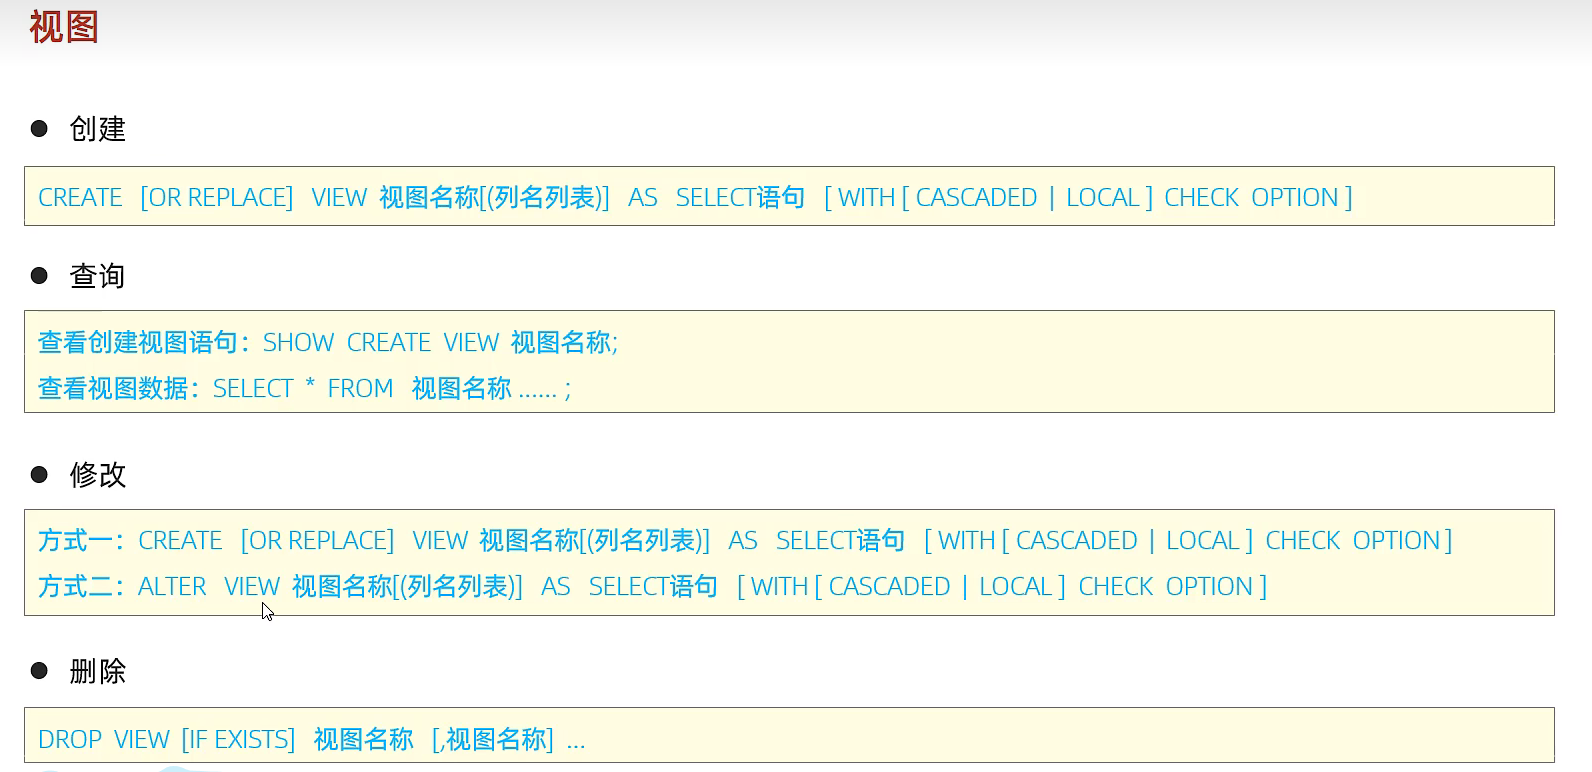 视图
创建
CREATE [OR REPLACE] VIEW 视图名称[(列名列表)] AS SELECT语句 [ WITH [ CASCADED | LOCAL ] CHECK OPTION ]
查询
查看创建视图语句：SHOW CREATE VIEW 视图名称;
查看视图数据：SELECT * FROM 视图名称 ...... ;
修改
方式一：CREATE [OR REPLACE] VIEW 视图名称[(列名列表)] AS SELECT语句 [ WITH [ CASCADED | LOCAL ] CHECK OPTION ]
方式二：ALTER VIEW 视图名称[(列名列表)] AS SELECT语句 [ WITH [ CASCADED | LOCAL ] CHECK OPTION ]
删除
DROP VIEW [IF EXISTS] 视图名称 [,视图名称] ...